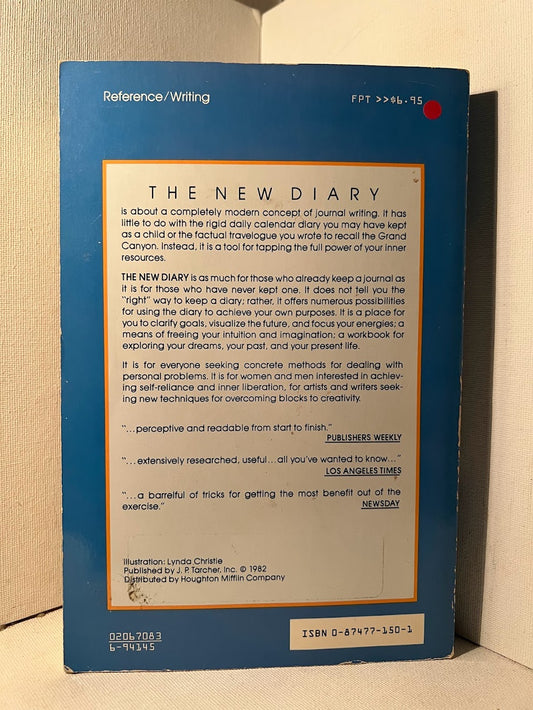 Reference/Writing
FPT >>$6.95
THE NEW DIARY
is about a completely modern concept of journal writing. It has
little to do with the rigid daily calendar diary you may have kept
as a child or the factual travelogue you wrote to recall the Grand
Canyon. Instead, it is a tool for tapping the full power of your inner
resources.
THE NEW DIARY is as much for those who already keep a journal as
it is for those who have never kept one. It does not tell you the
"right" way to keep a diary; rather, it offers numerous possibilities
for using the diary to achieve your own purposes. It is a place for
you to clarify goals, visualize the future, and focus your energies; a
means of freeing your intuition and imagination; a workbook for
exploring your dreams, your past, and your present life.
It is for everyone seeking concrete methods for dealing with
personal problems. It is for women and men interested in achiev-
ing self-reliance and inner liberation, for artists and writers seek-
ing new techniques for overcoming blocks to creativity.
"...perceptive and readable from start to finish."
PUBLISHERS WEEKLY
"...extensively researched, useful...all you've wanted to know..."
LOS ANGELES TIMES
"...a barrelful of tricks for getting the most benefit out of the
exercise."
NEWSDAY
Illustration: Lynda Christie
Published by J. P. Tarcher, Inc. © 1982
Distributed by Houghton Mifflin Company
02067083
6-94145
ISBN 0-87477-150-1